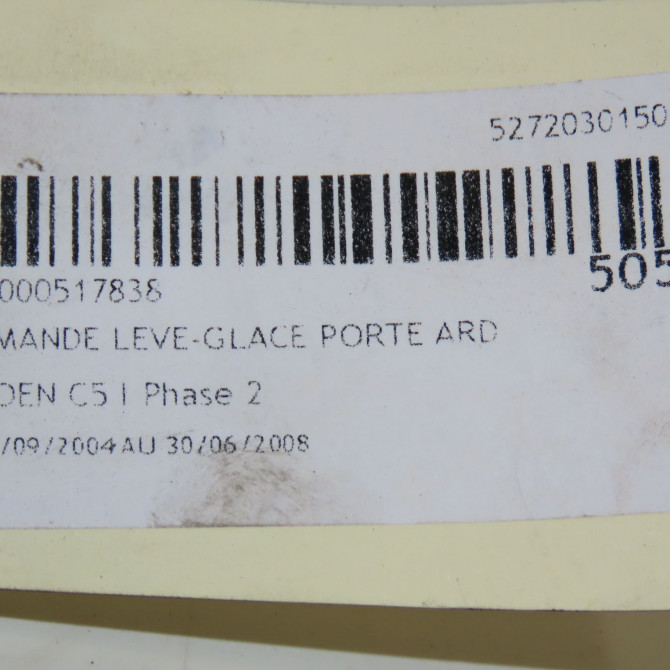 5272030150
505
000517838
MANDE LEVE-GLACE PORTE ARD
OEN C5 I Phase 2
/09/2004 AU 30/06/2008